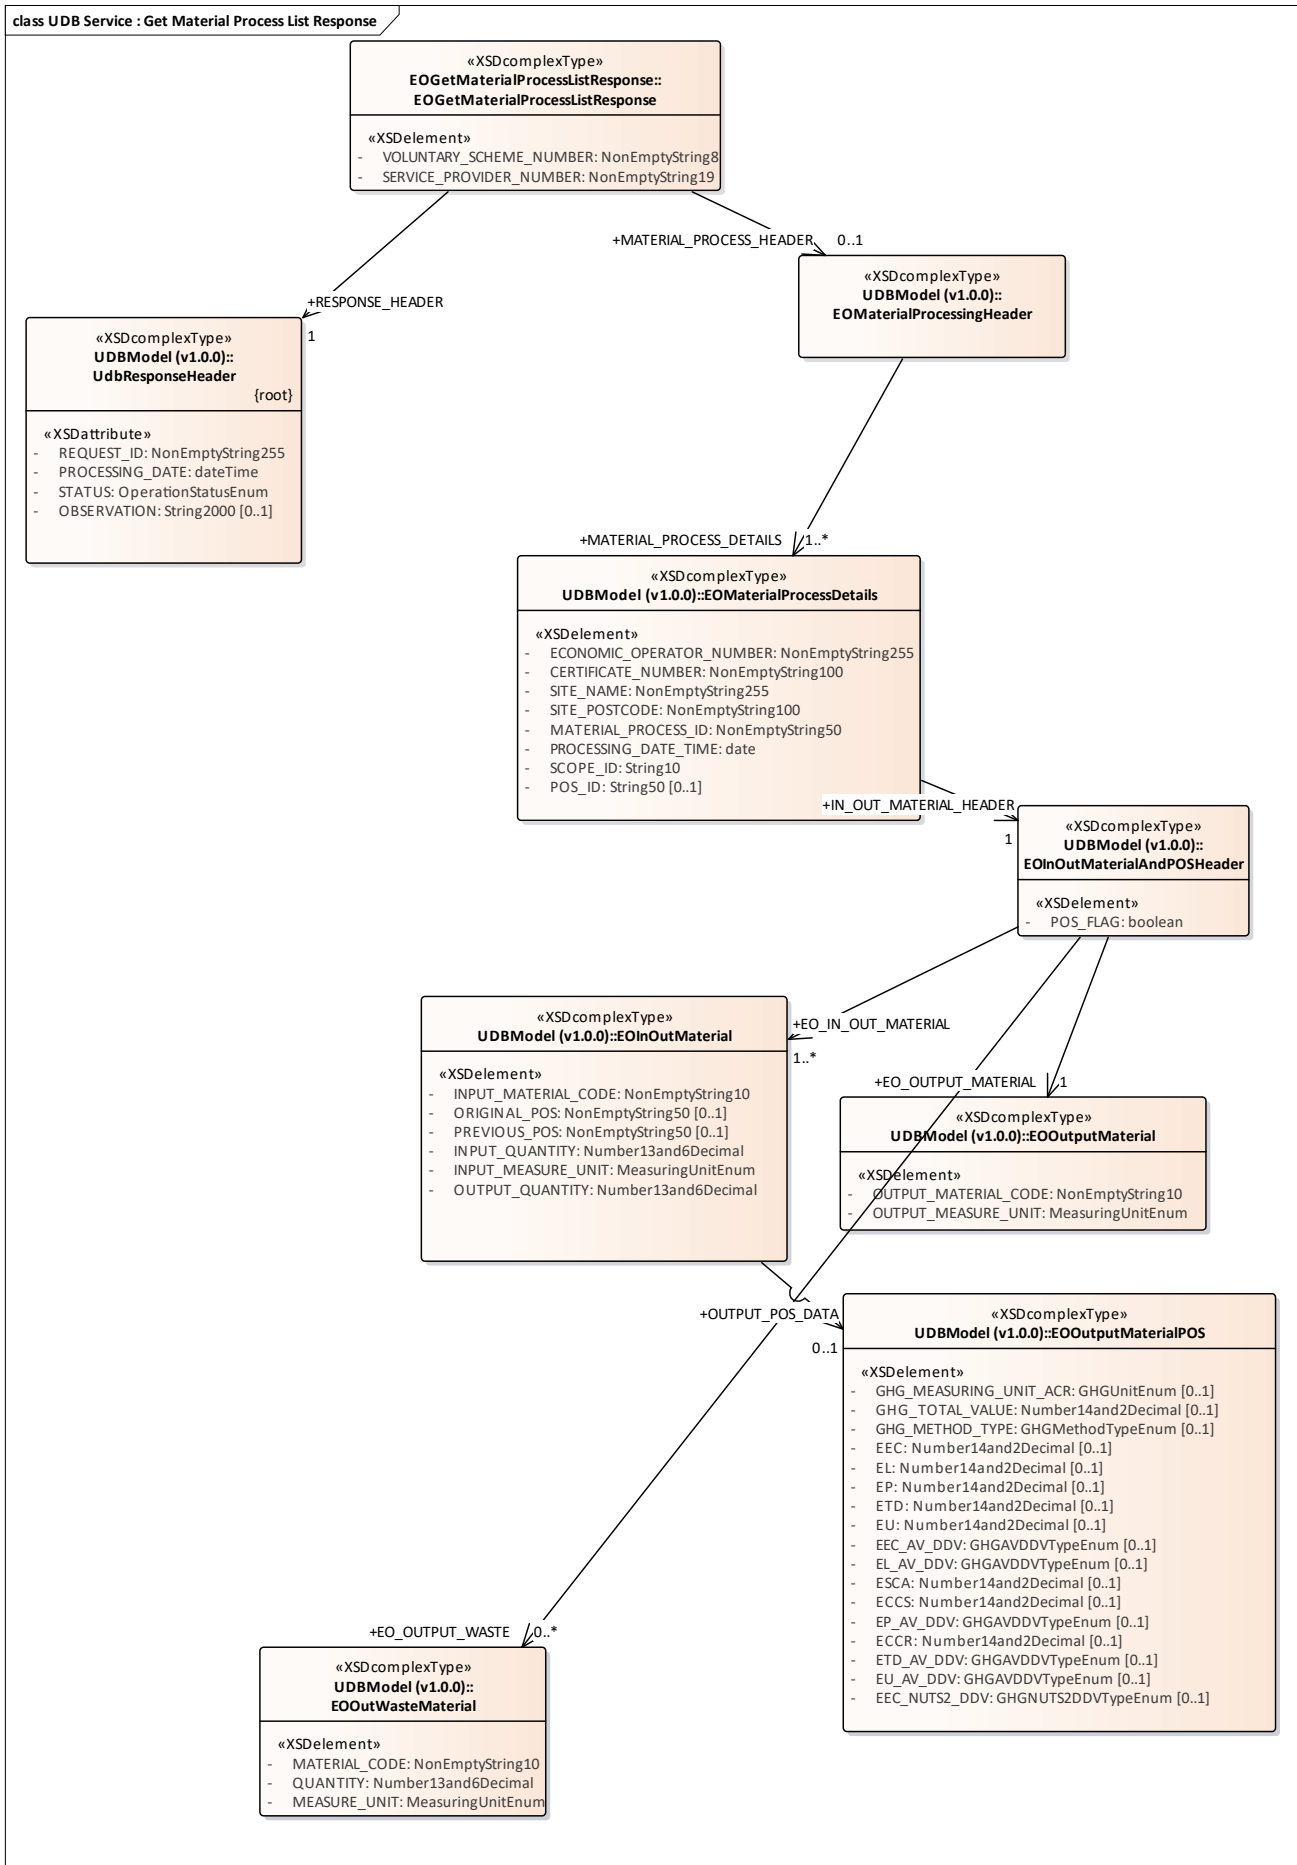 class UDB Service : Get Material Process List Response
«XSDcomplexType»
EOGetMaterialProcessListResponse::
EOGetMaterialProcessListResponse
«XSDelement»
- VOLUNTARY_SCHEME_NUMBER: NonEmptyString8
- SERVICE_PROVIDER_NUMBER: NonEmptyString19
+MATERIAL_PROCESS_HEADER 0..1
«XSDcomplexType»
UDBModel (v1.0.0)::
EOMaterialProcessingHeader
+RESPONSE_HEADER
1
«XSDcomplexType»
UDBModel (v1.0.0)::
UdbResponseHeader
{root}
«XSDattribute»
- REQUEST_ID: NonEmptyString255
- PROCESSING_DATE: dateTime
- STATUS: OperationStatusEnum
- OBSERVATION: String2000 [0..1]
+MATERIAL_PROCESS_DETAILS 1..*
«XSDcomplexType»
UDBModel (v1.0.0)::EOMaterialProcessDetails
«XSDelement»
- ECONOMIC_OPERATOR_NUMBER: NonEmptyString255
- CERTIFICATE_NUMBER: NonEmptyString100
- SITE_NAME: NonEmptyString255
- SITE_POSTCODE: NonEmptyString100
- MATERIAL_PROCESS_ID: NonEmptyString50
- PROCESSING_DATE_TIME: date
- SCOPE_ID: String10
- POS_ID: String50 [0..1]
+IN_OUT_MATERIAL_HEADER
1
«XSDcomplexType»
UDBModel (v1.0.0)::
EOInOutMaterialAndPOSHeader
«XSDelement»
- POS_FLAG: boolean
+EO_IN_OUT_MATERIAL
1..*
«XSDcomplexType»
UDBModel (v1.0.0)::EOInOutMaterial
«XSDelement»
- INPUT_MATERIAL_CODE: NonEmptyString10
- ORIGINAL_POS: NonEmptyString50 [0..1]
- PREVIOUS_POS: NonEmptyString50 [0..1]
- INPUT_QUANTITY: Number13and6Decimal
- INPUT_MEASURE_UNIT: MeasuringUnitEnum
- OUTPUT_QUANTITY: Number13and6Decimal
+EO_OUTPUT_MATERIAL 1
«XSDcomplexType»
UDBModel (v1.0.0)::EOOutputMaterial
«XSDelement»
- OUTPUT_MATERIAL_CODE: NonEmptyString10
- OUTPUT_MEASURE_UNIT: MeasuringUnitEnum
+OUTPUT_POS_DATA
0..1
«XSDcomplexType»
UDBModel (v1.0.0)::EOOutputMaterialPOS
«XSDelement»
- GHG_MEASURING_UNIT_ACR: GHGUnitEnum [0..1]
- GHG_TOTAL_VALUE: Number14and2Decimal [0..1]
- GHG_METHOD_TYPE: GHGMethodTypeEnum [0..1]
- EEC: Number14and2Decimal [0..1]
- EL: Number14and2Decimal [0..1]
- EP: Number14and2Decimal [0..1]
- ETD: Number14and2Decimal [0..1]
- EU: Number14and2Decimal [0..1]
- EEC_AV_DDV: GHGAVDDVTypeEnum [0..1]
- EL_AV_DDV: GHGAVDDVTypeEnum [0..1]
- ESCA: Number14and2Decimal [0..1]
- ECCS: Number14and2Decimal [0..1]
- EP_AV_DDV: GHGAVDDVTypeEnum [0..1]
- ECCR: Number14and2Decimal [0..1]
- ETD_AV_DDV: GHGAVDDVTypeEnum [0..1]
- EU_AV_DDV: GHGAVDDVTypeEnum [0..1]
- EEC_NUTS2_DDV: GHGNUTS2DDVTypeEnum [0..1]
+EO_OUTPUT_WASTE 0..*
«XSDcomplexType»
UDBModel (v1.0.0)::
EOOutWasteMaterial
«XSDelement»
- MATERIAL_CODE: NonEmptyString10
- QUANTITY: Number13and6Decimal
- MEASURE_UNIT: MeasuringUnitEnum